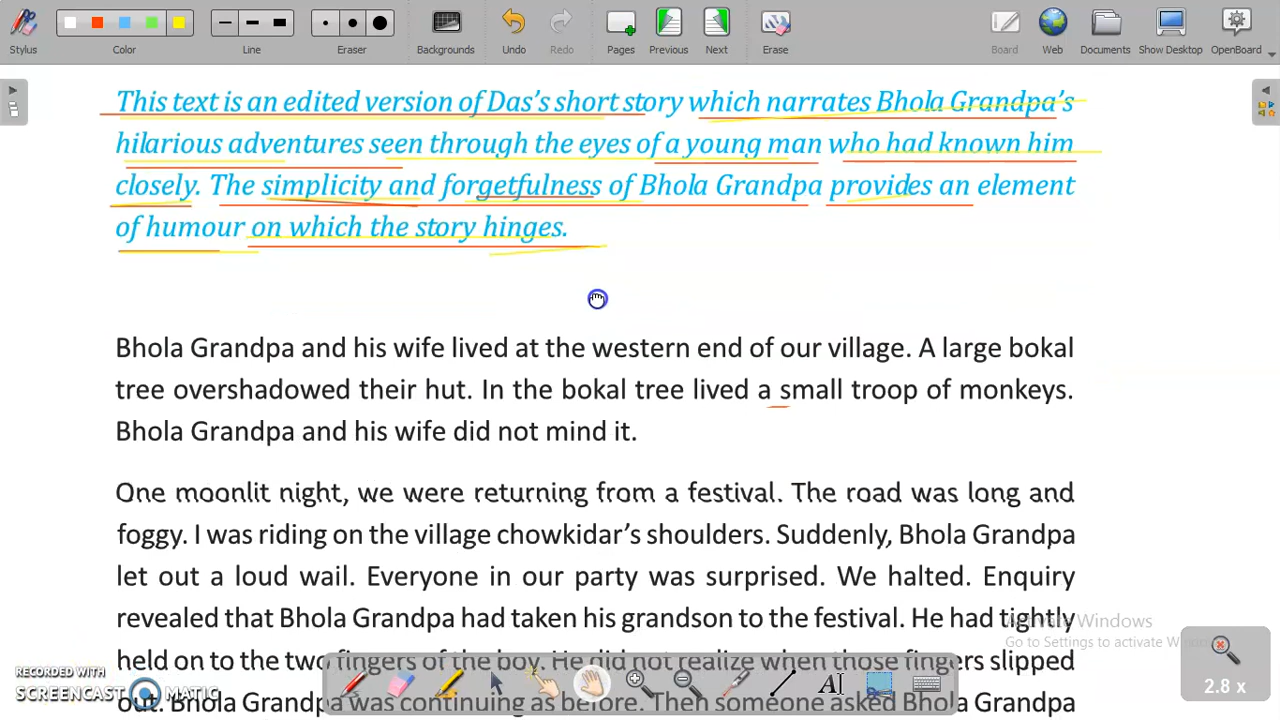 Stylus
Color
Line
Eraser
Backgrounds
Undo
Redo
Pages
Previous
Next
Erase
Board
Web
Documents
Show Desktop
OpenBoard
This text is an edited version of Das's short story which narrates Bhola Grandpa's
hilarious adventures seen through the eyes of a young man who had known him
closely. The simplicity and forgetfulness of Bhola Grandpa provides an element
of humour on which the story hinges.
Bhola Grandpa and his wife lived at the western end of our village. A large bokal
tree overshadowed their hut. In the bokal tree lived a small troop of monkeys.
Bhola Grandpa and his wife did not mind it.
One moonlit night, we were returning from a festival. The road was long and
foggy. I was riding on the village chowkidar's shoulders. Suddenly, Bhola Grandpa
let out a loud wail. Everyone in our party was surprised. We halted. Enquiry
revealed that Bhola Grandpa had taken his grandson to the festival. He had tightly
held on to the two fingers of the boy. He did not realize when those fingers slipped
out. Bhola Grandpa was continuing as before. Then someone asked Bhola Grandpa
Activate Windows
Go to Settings to activate
2.8 x
RECORDED WITH
SCREENCAST MATIC